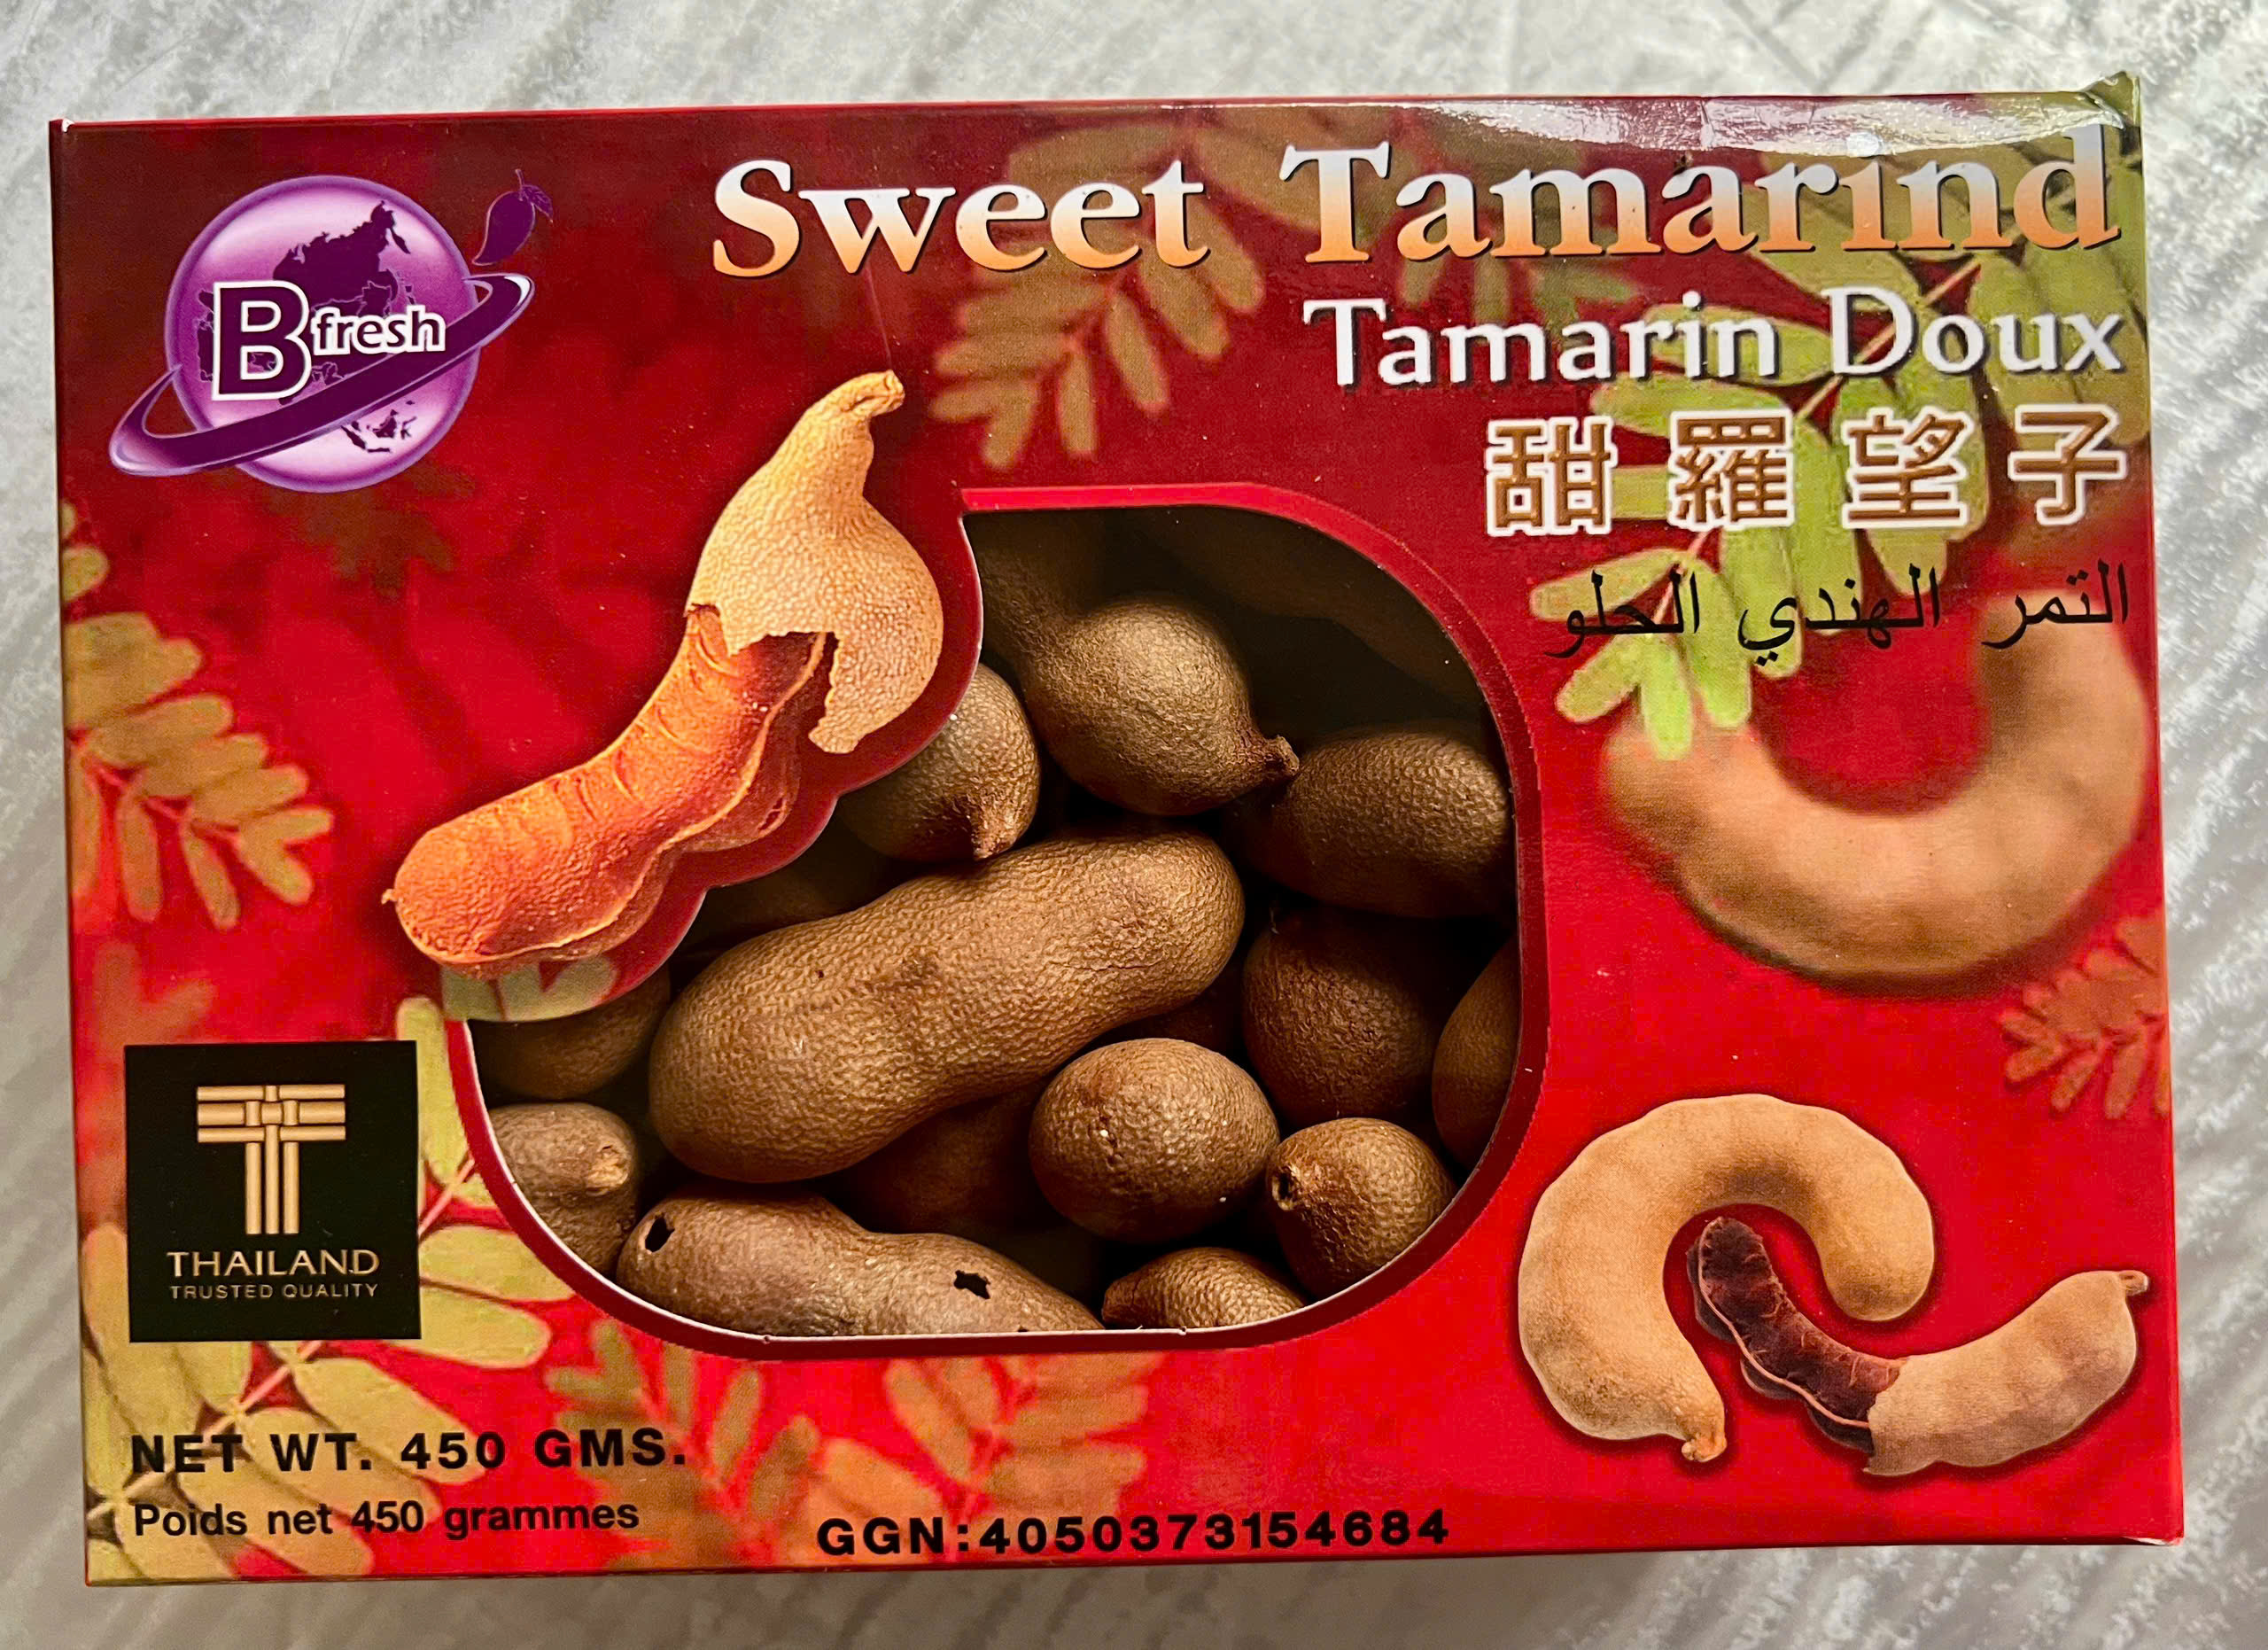 B fresh
Sweet Tamarind
Tamarin Doux
甜羅望子
التمر الهندي الحلو
THAILAND
TRUSTED QUALITY
NET WT. 450 GMS.
Poids net 450 grammes
GGN:4050373154684